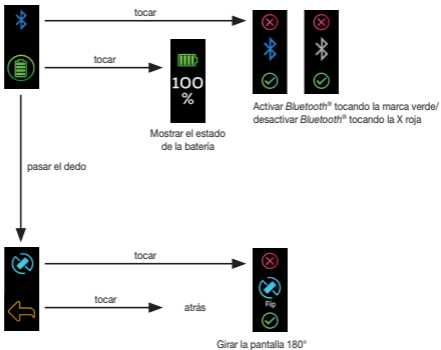 tocar
tocar
100
%
Activar Bluetooth® tocando la marca verde/
desactivar Bluetooth® tocando la X roja
Mostrar el estado
de la batería
pasar el dedo
tocar
tocar
atrás
Flip
Girar la pantalla 180°